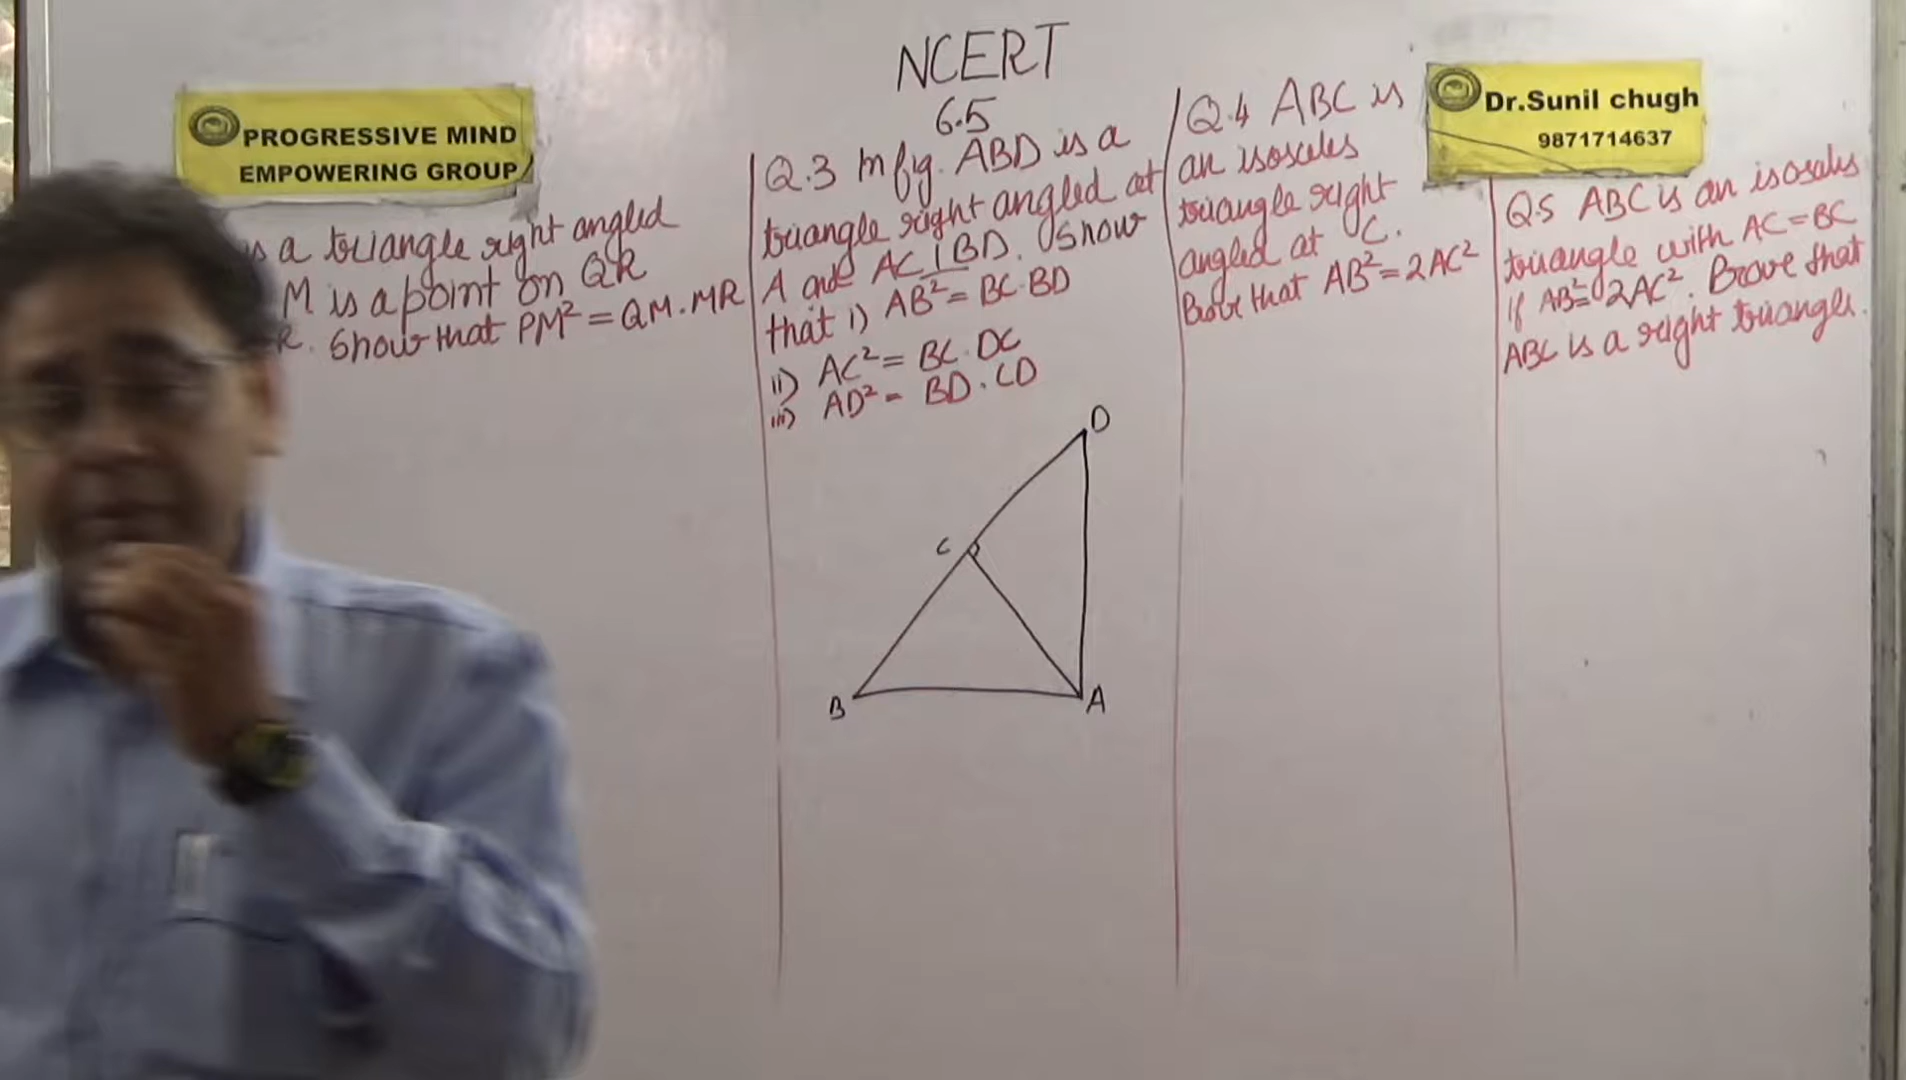 NCERT
6.5
PROGRESSIVE MIND
EMPOWERING GROUP
is a triangle right angled
M is a point on QR
R. Show that PM² = QM.MR
Q.3 In fig. ABD is a
triangle right angled at
A and AC ⊥ BD. Show
that i) AB² = BC.BD
ii) AC² = BC.DC
iii) AD² = BD.CD
D
C
B
A
Q.4 ABC is
an isosceles
triangle right
angled at C.
Prove that AB² = 2AC²
Dr.Sunil chugh
9871714637
Q5 ABC is an isosceles
triangle with AC = BC
if AB² = 2AC². Prove that
ABC is a right triangle.